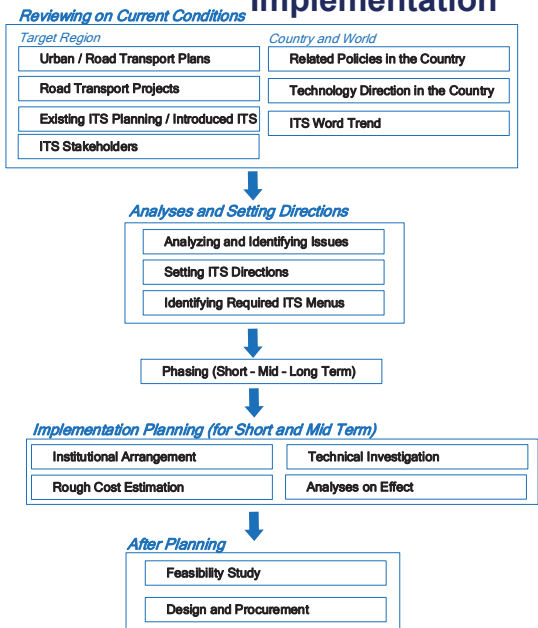 Implementation
Reviewing on Current Conditions
Target Region
Urban / Road Transport Plans
Road Transport Projects
Existing ITS Planning / Introduced ITS
ITS Stakeholders
Country and World
Related Policies in the Country
Technology Direction in the Country
ITS Word Trend
Analyses and Setting Directions
Analyzing and Identifying Issues
Setting ITS Directions
Identifying Required ITS Menus
Phasing (Short - Mid - Long Term)
Implementation Planning (for Short and Mid Term)
Institutional Arrangement
Technical Investigation
Rough Cost Estimation
Analyses on Effect
After Planning
Feasibility Study
Design and Procurement